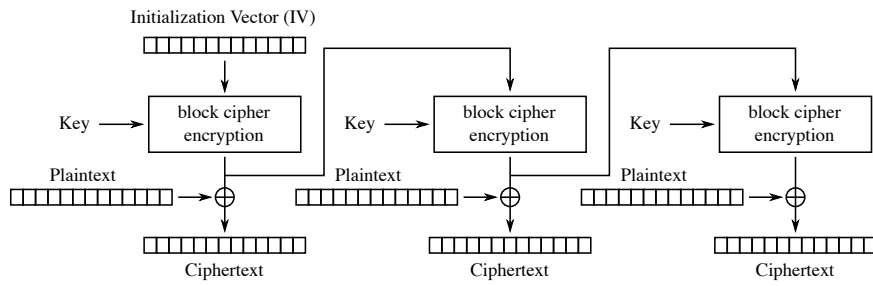 Initialization Vector (IV)
Key
block cipher
encryption
Plaintext
Ciphertext
Key
block cipher
encryption
Plaintext
Ciphertext
Key
block cipher
encryption
Plaintext
Ciphertext